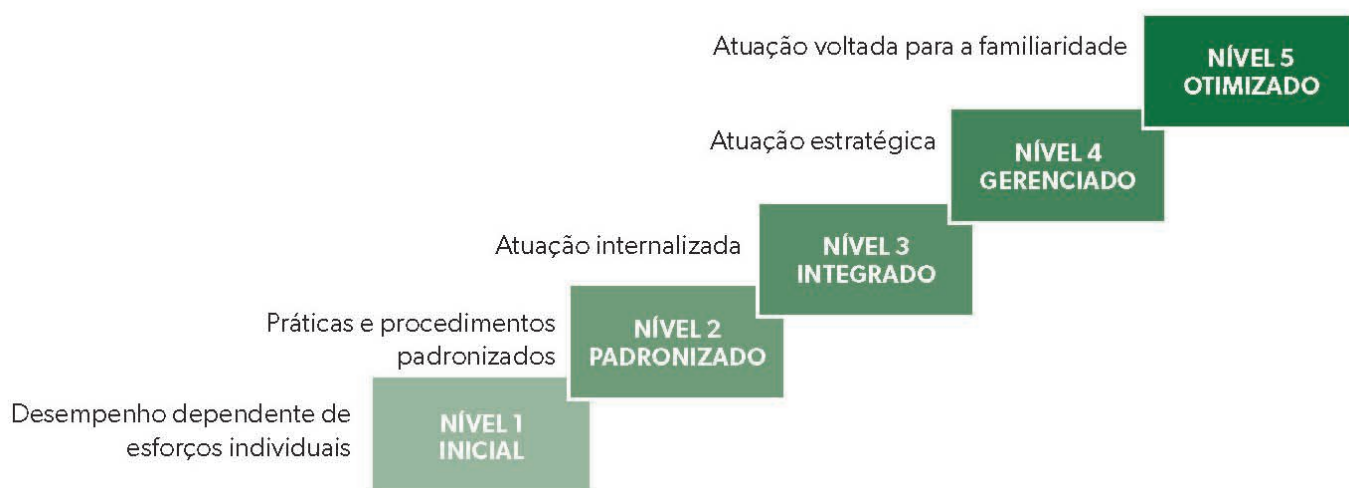 Atuação voltada para a familiaridade
NÍVEL 5
OTIMIZADO
Atuação estratégica
NÍVEL 4
GERENCIADO
Atuação internalizada
NÍVEL 3
INTEGRADO
Práticas e procedimentos
padronizados
NÍVEL 2
PADRONIZADO
Desempenho dependente de
esforços individuais
NÍVEL 1
INICIAL